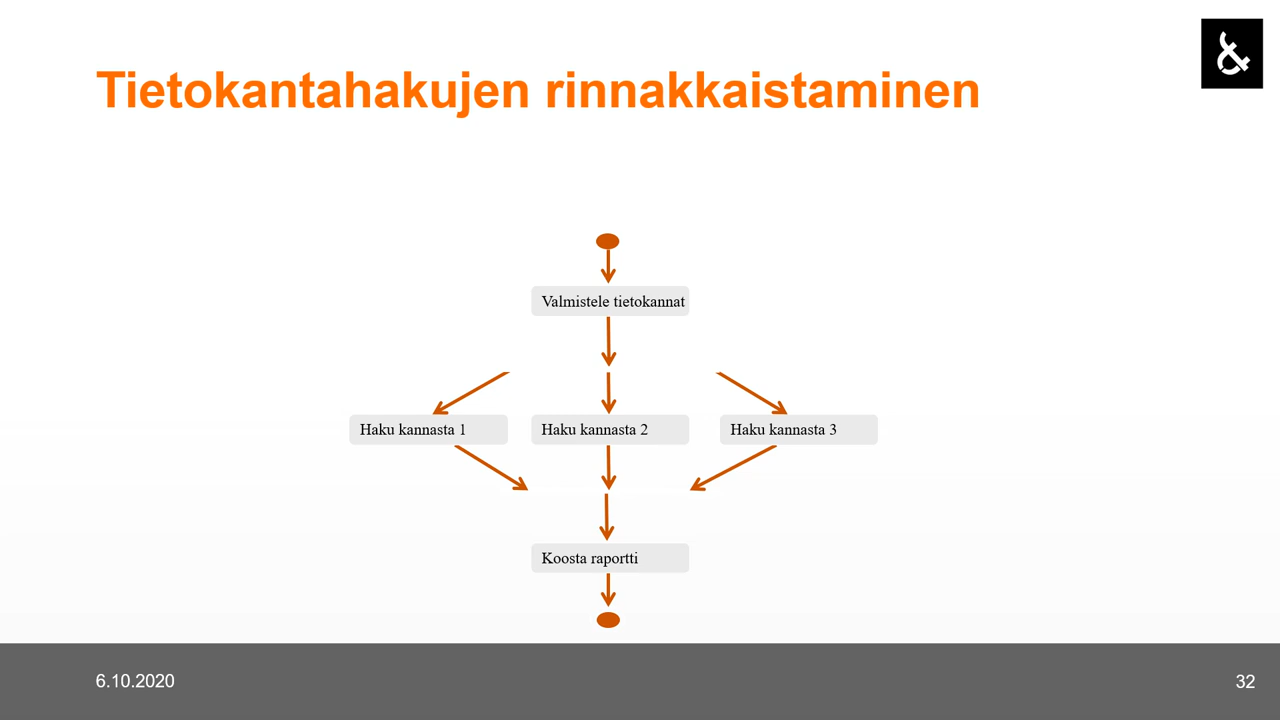 &
Tietokantahakujen rinnakkaistaminen
Valmistele tietokannat
Haku kannasta 1
Haku kannasta 2
Haku kannasta 3
Koosta raportti
6.10.2020
32